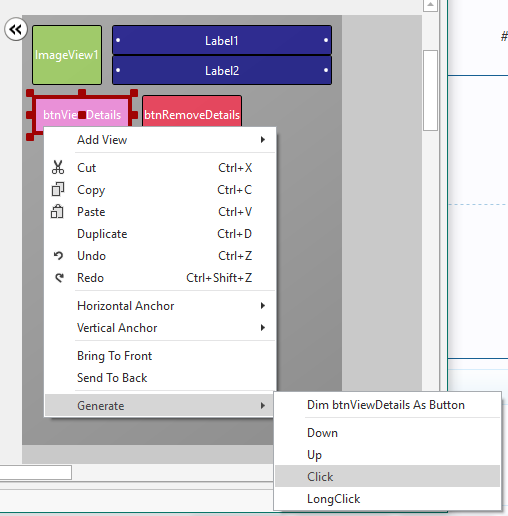 #
ImageView1
Label1
Label2
btnViewDetails
btnRemoveDetails
Add View
Cut Ctrl+X
Copy Ctrl+C
Paste Ctrl+V
Duplicate Ctrl+D
Undo Ctrl+Z
Redo Ctrl+Shift+Z
Horizontal Anchor
Vertical Anchor
Bring To Front
Send To Back
Generate
Dim btnViewDetails As Button
Down
Up
Click
LongClick